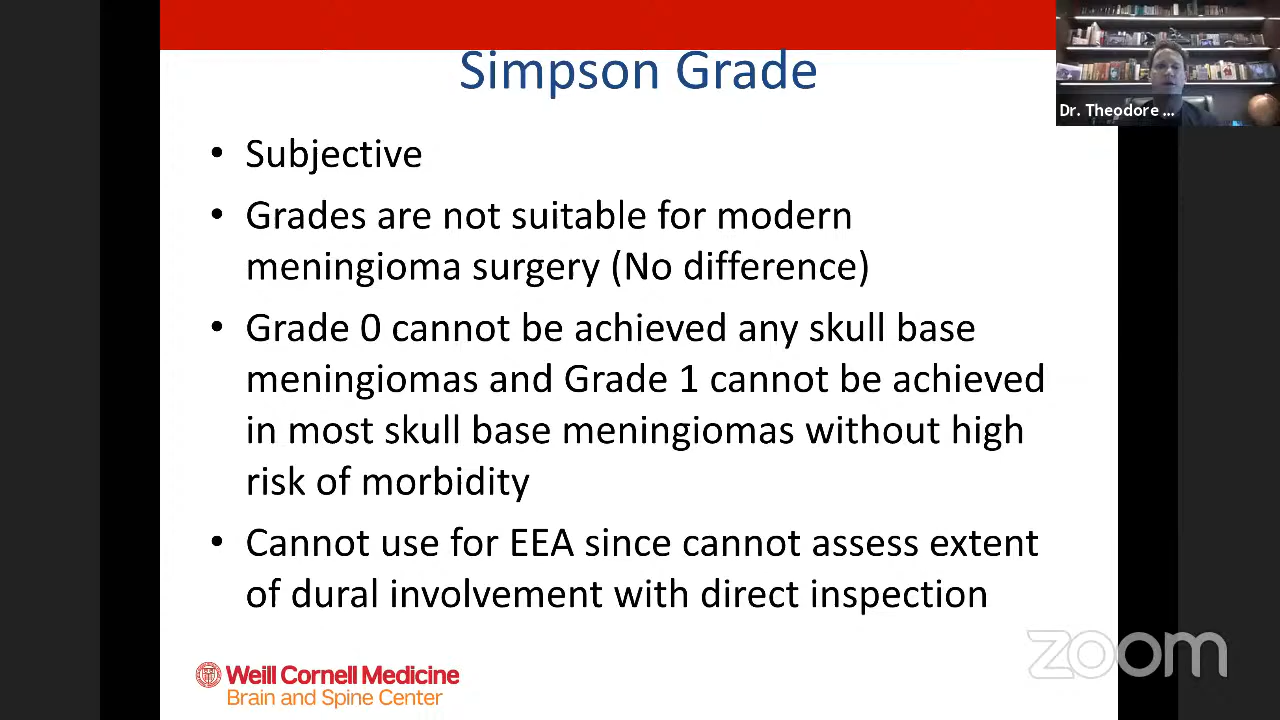 Simpson Grade
Dr. Theodore ...
• Subjective
• Grades are not suitable for modern
meningioma surgery (No difference)
• Grade 0 cannot be achieved any skull base
meningiomas and Grade 1 cannot be achieved
in most skull base meningiomas without high
risk of morbidity
• Cannot use for EEA since cannot assess extent
of dural involvement with direct inspection
zoom
Weill Cornell Medicine
Brain and Spine Center